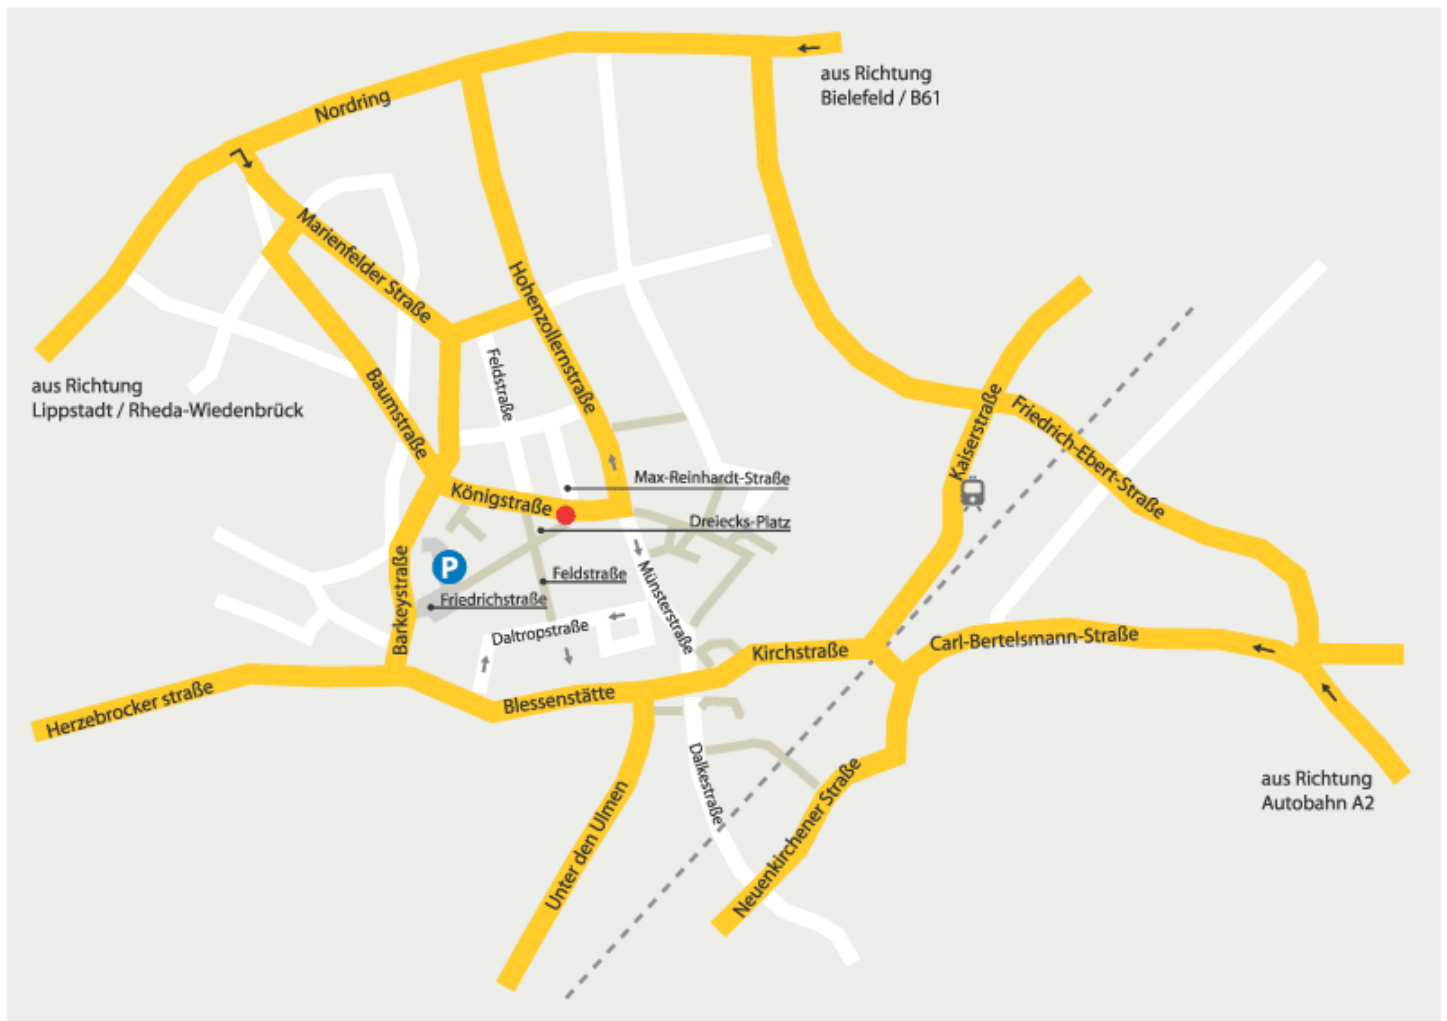 aus Richtung
Bielefeld / B61
Nordring
Marienfelder Straße
Hohenzollernstraße
aus Richtung
Lippstadt / Rheda-Wiedenbrück
Baumstraße
Feldstraße
Kaiserstraße
Friedrich-Ebert-Straße
Max-Reinhardt-Straße
Königstraße
Dreiecks-Platz
P
Feldstraße
Friedrichstraße
Barkeystraße
Münsterstraße
Daltropstraße
Kirchstraße
Carl-Bertelsmann-Straße
Herzebrocker straße
Blessenstätte
Dalkestraße
Unter den Ulmen
Neuenkirchener Straße
aus Richtung
Autobahn A2